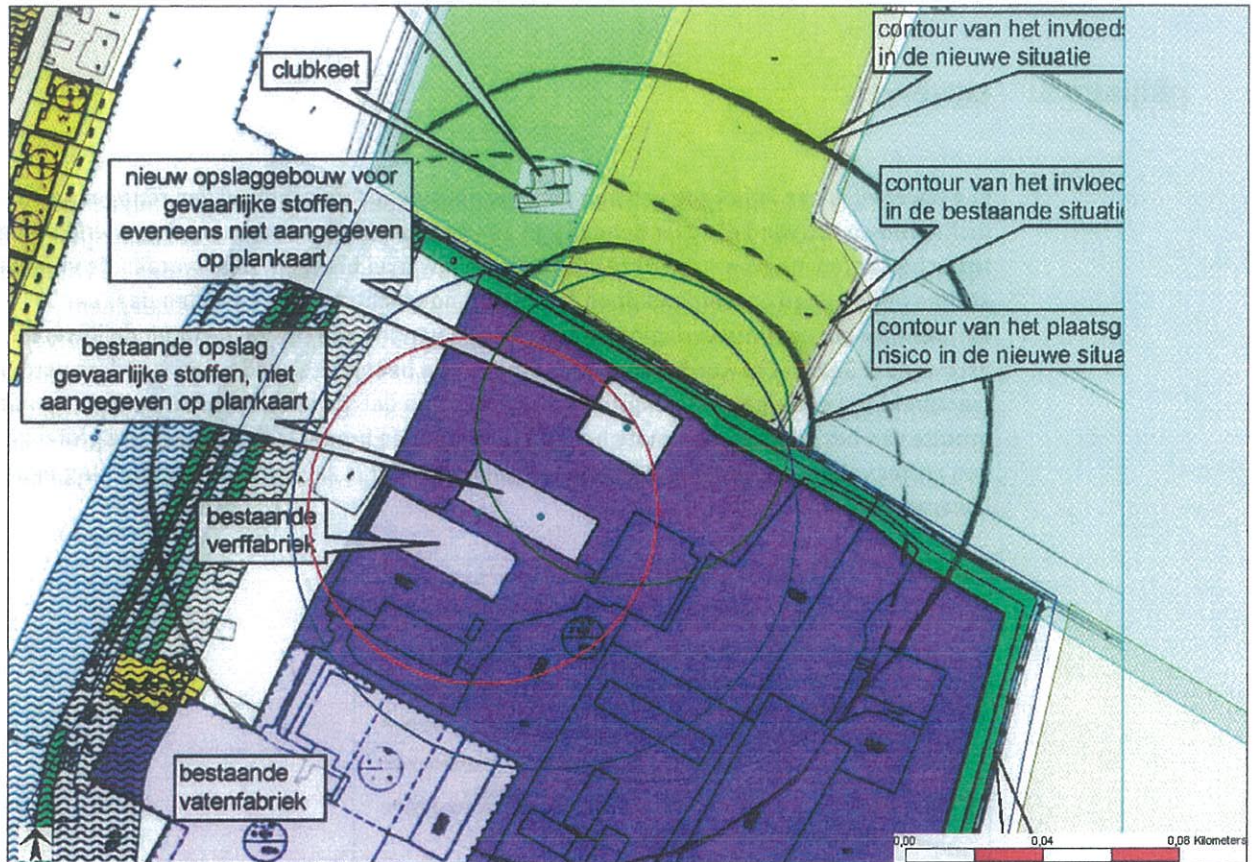 contour van het invloeds
in de nieuwe situatie
clubkeet
nieuw opslaggebouw voor
gevaarlijke stoffen,
eveneens niet aangegeven
op plankaart
contour van het invloed
in de bestaande situatie
contour van het plaatsg
risico in de nieuwe situa
bestaande opslag
gevaarlijke stoffen, niet
aangegeven op plankaart
bestaande
verffabriek
bestaande
vatenfabriek
0,00 0,04 0,08 Kilometers